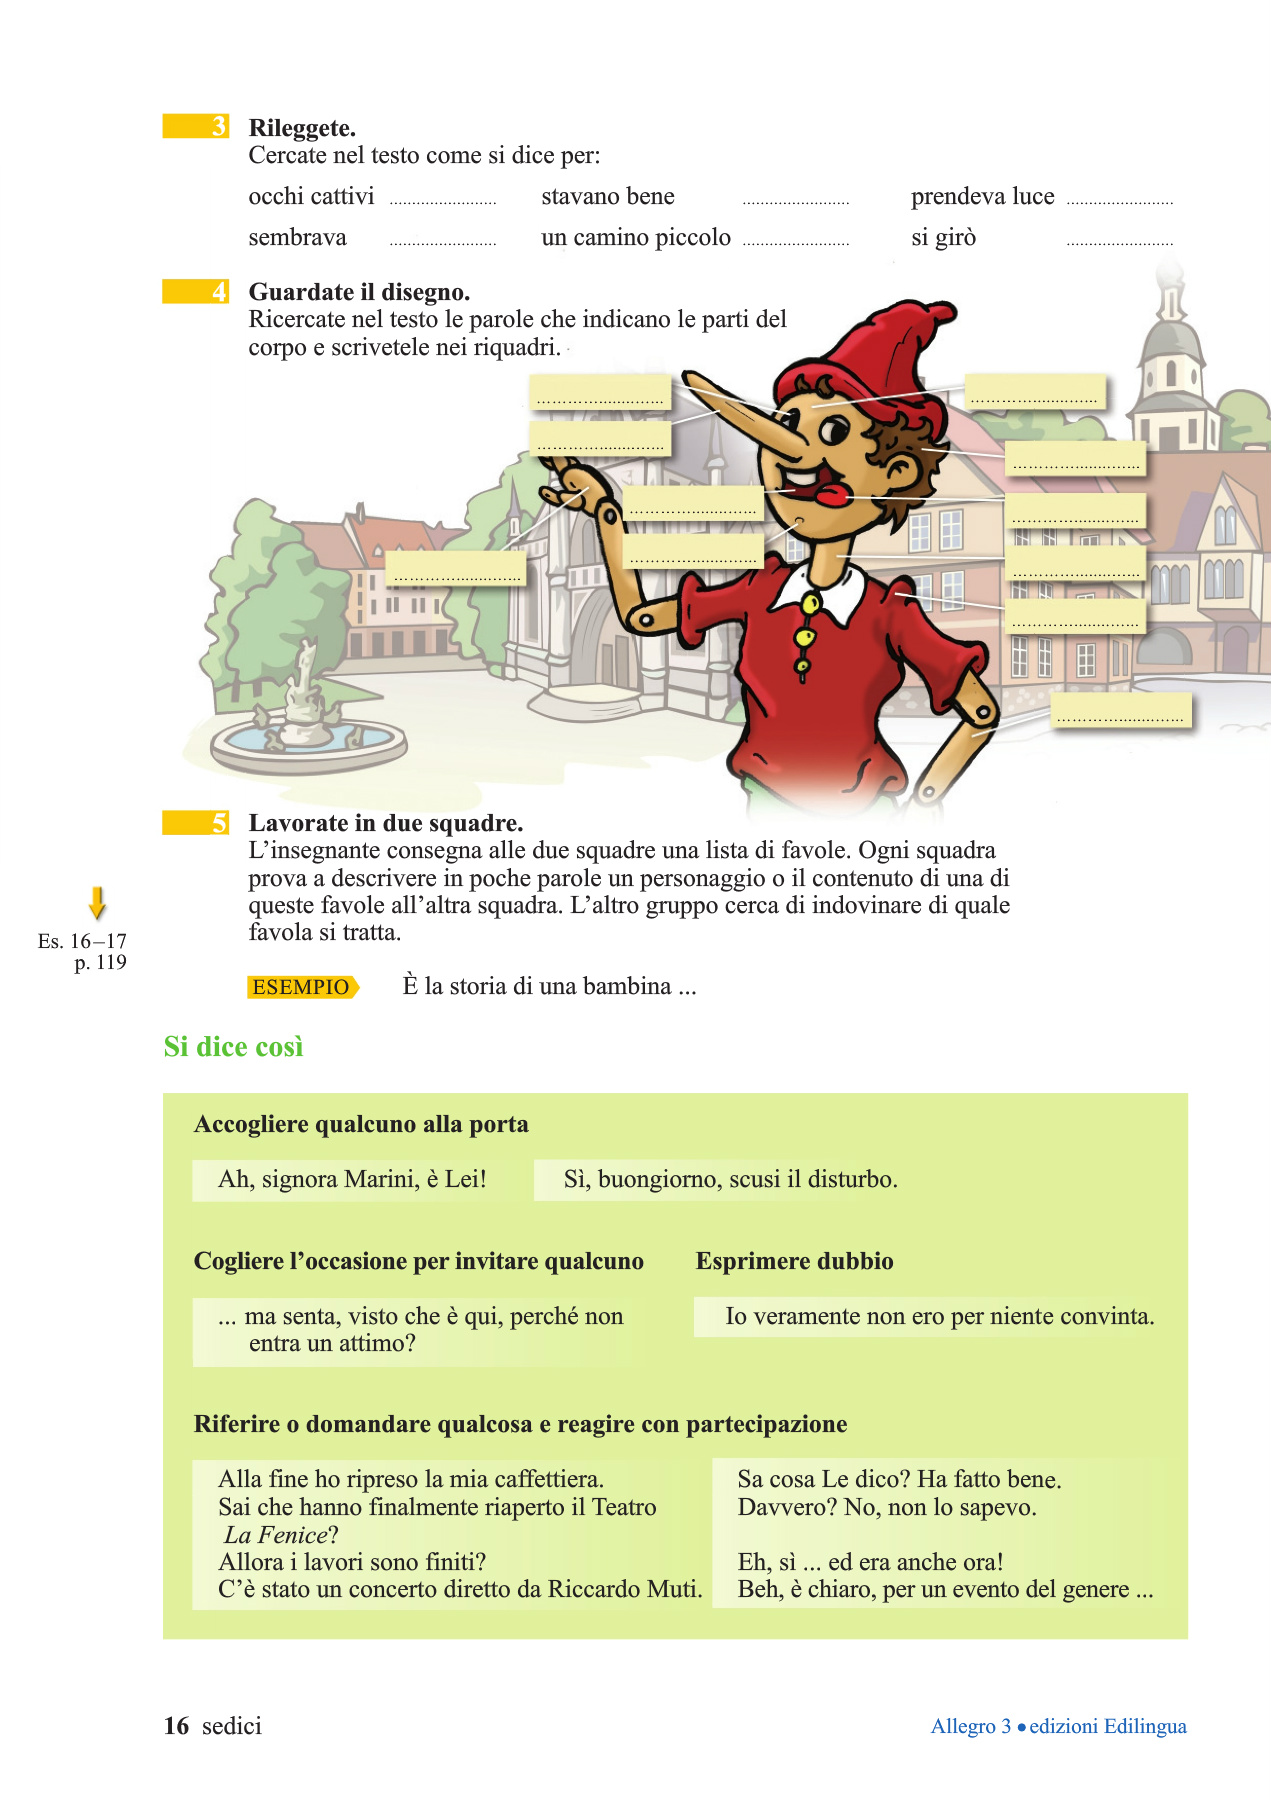 3 Rileggete.
Cercate nel testo come si dice per:
occhi cattivi ........................ stavano bene ........................ prendeva luce ........................
sembrava ........................ un camino piccolo ........................ si girò ........................
4 Guardate il disegno.
Ricercate nel testo le parole che indicano le parti del
corpo e scrivetele nei riquadri.
5 Lavorate in due squadre.
L'insegnante consegna alle due squadre una lista di favole. Ogni squadra
prova a descrivere in poche parole un personaggio o il contenuto di una di
queste favole all'altra squadra. L'altro gruppo cerca di indovinare di quale
favola si tratta.
Es. 16–17
p. 119
ESEMPIO È la storia di una bambina ...
Si dice così
Accogliere qualcuno alla porta
Ah, signora Marini, è Lei! Sì, buongiorno, scusi il disturbo.
Cogliere l'occasione per invitare qualcuno
... ma senta, visto che è qui, perché non
entra un attimo?
Esprimere dubbio
Io veramente non ero per niente convinta.
Riferire o domandare qualcosa e reagire con partecipazione
Alla fine ho ripreso la mia caffettiera. Sa cosa Le dico? Ha fatto bene.
Sai che hanno finalmente riaperto il Teatro Davvero? No, non lo sapevo.
La Fenice?
Allora i lavori sono finiti? Eh, sì ... ed era anche ora!
C'è stato un concerto diretto da Riccardo Muti. Beh, è chiaro, per un evento del genere ...
16 sedici
Allegro 3 • edizioni Edilingua